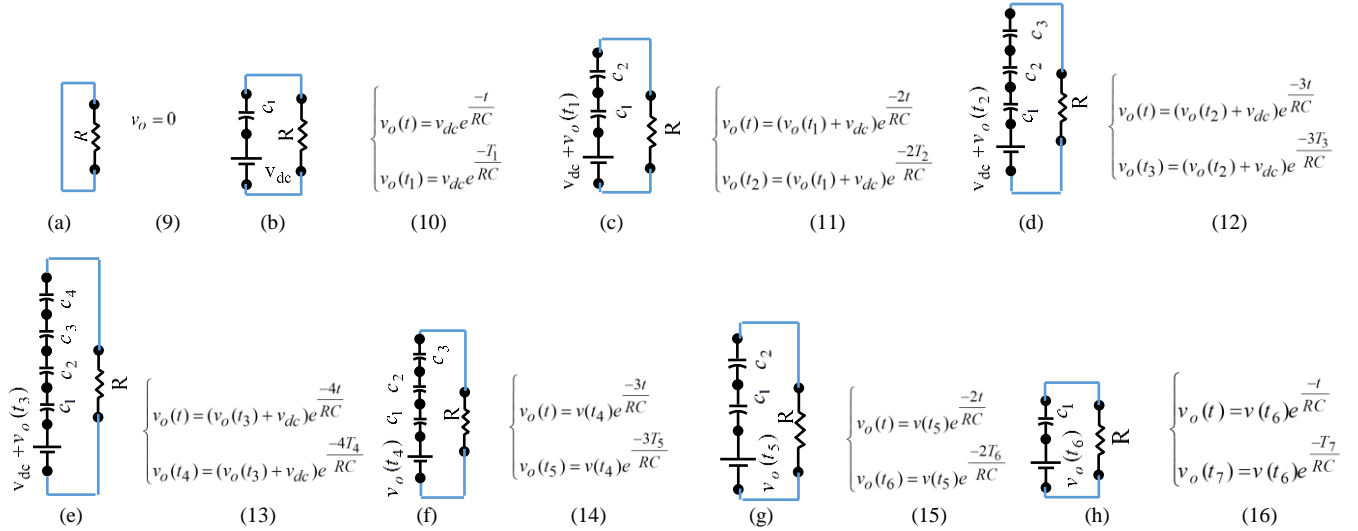 R
v_o = 0
c_1
R
v_dc
v_o(t) = v_dc e^{-t/RC}
v_o(t_1) = v_dc e^{-T_1/RC}
v_dc + v_o(t_1)
c_2
c_1
R
v_o(t) = (v_o(t_1) + v_dc) e^{-2t/RC}
v_o(t_2) = (v_o(t_1) + v_dc) e^{-2T_2/RC}
v_dc + v_o(t_2)
c_3
c_2
c_1
R
v_o(t) = (v_o(t_2) + v_dc) e^{-3t/RC}
v_o(t_3) = (v_o(t_2) + v_dc) e^{-3T_3/RC}
(a) (9) (b) (10) (c) (11) (d) (12)
v_dc + v_o(t_3)
c_4
c_3
c_2
c_1
R
v_o(t) = (v_o(t_3) + v_dc) e^{-4t/RC}
v_o(t_4) = (v_o(t_3) + v_dc) e^{-4T_4/RC}
v_o(t_4)
c_3
c_2
c_1
R
v_o(t) = v(t_4) e^{-3t/RC}
v_o(t_5) = v(t_4) e^{-3T_5/RC}
c_2
c_1
R
v_o(t_5)
v_o(t) = v(t_5) e^{-2t/RC}
v_o(t_6) = v(t_5) e^{-2T_6/RC}
c_1
R
v_o(t_6)
v_o(t) = v(t_6) e^{-t/RC}
v_o(t_7) = v(t_6) e^{-T_7/RC}
(e) (13) (f) (14) (g) (15) (h) (16)